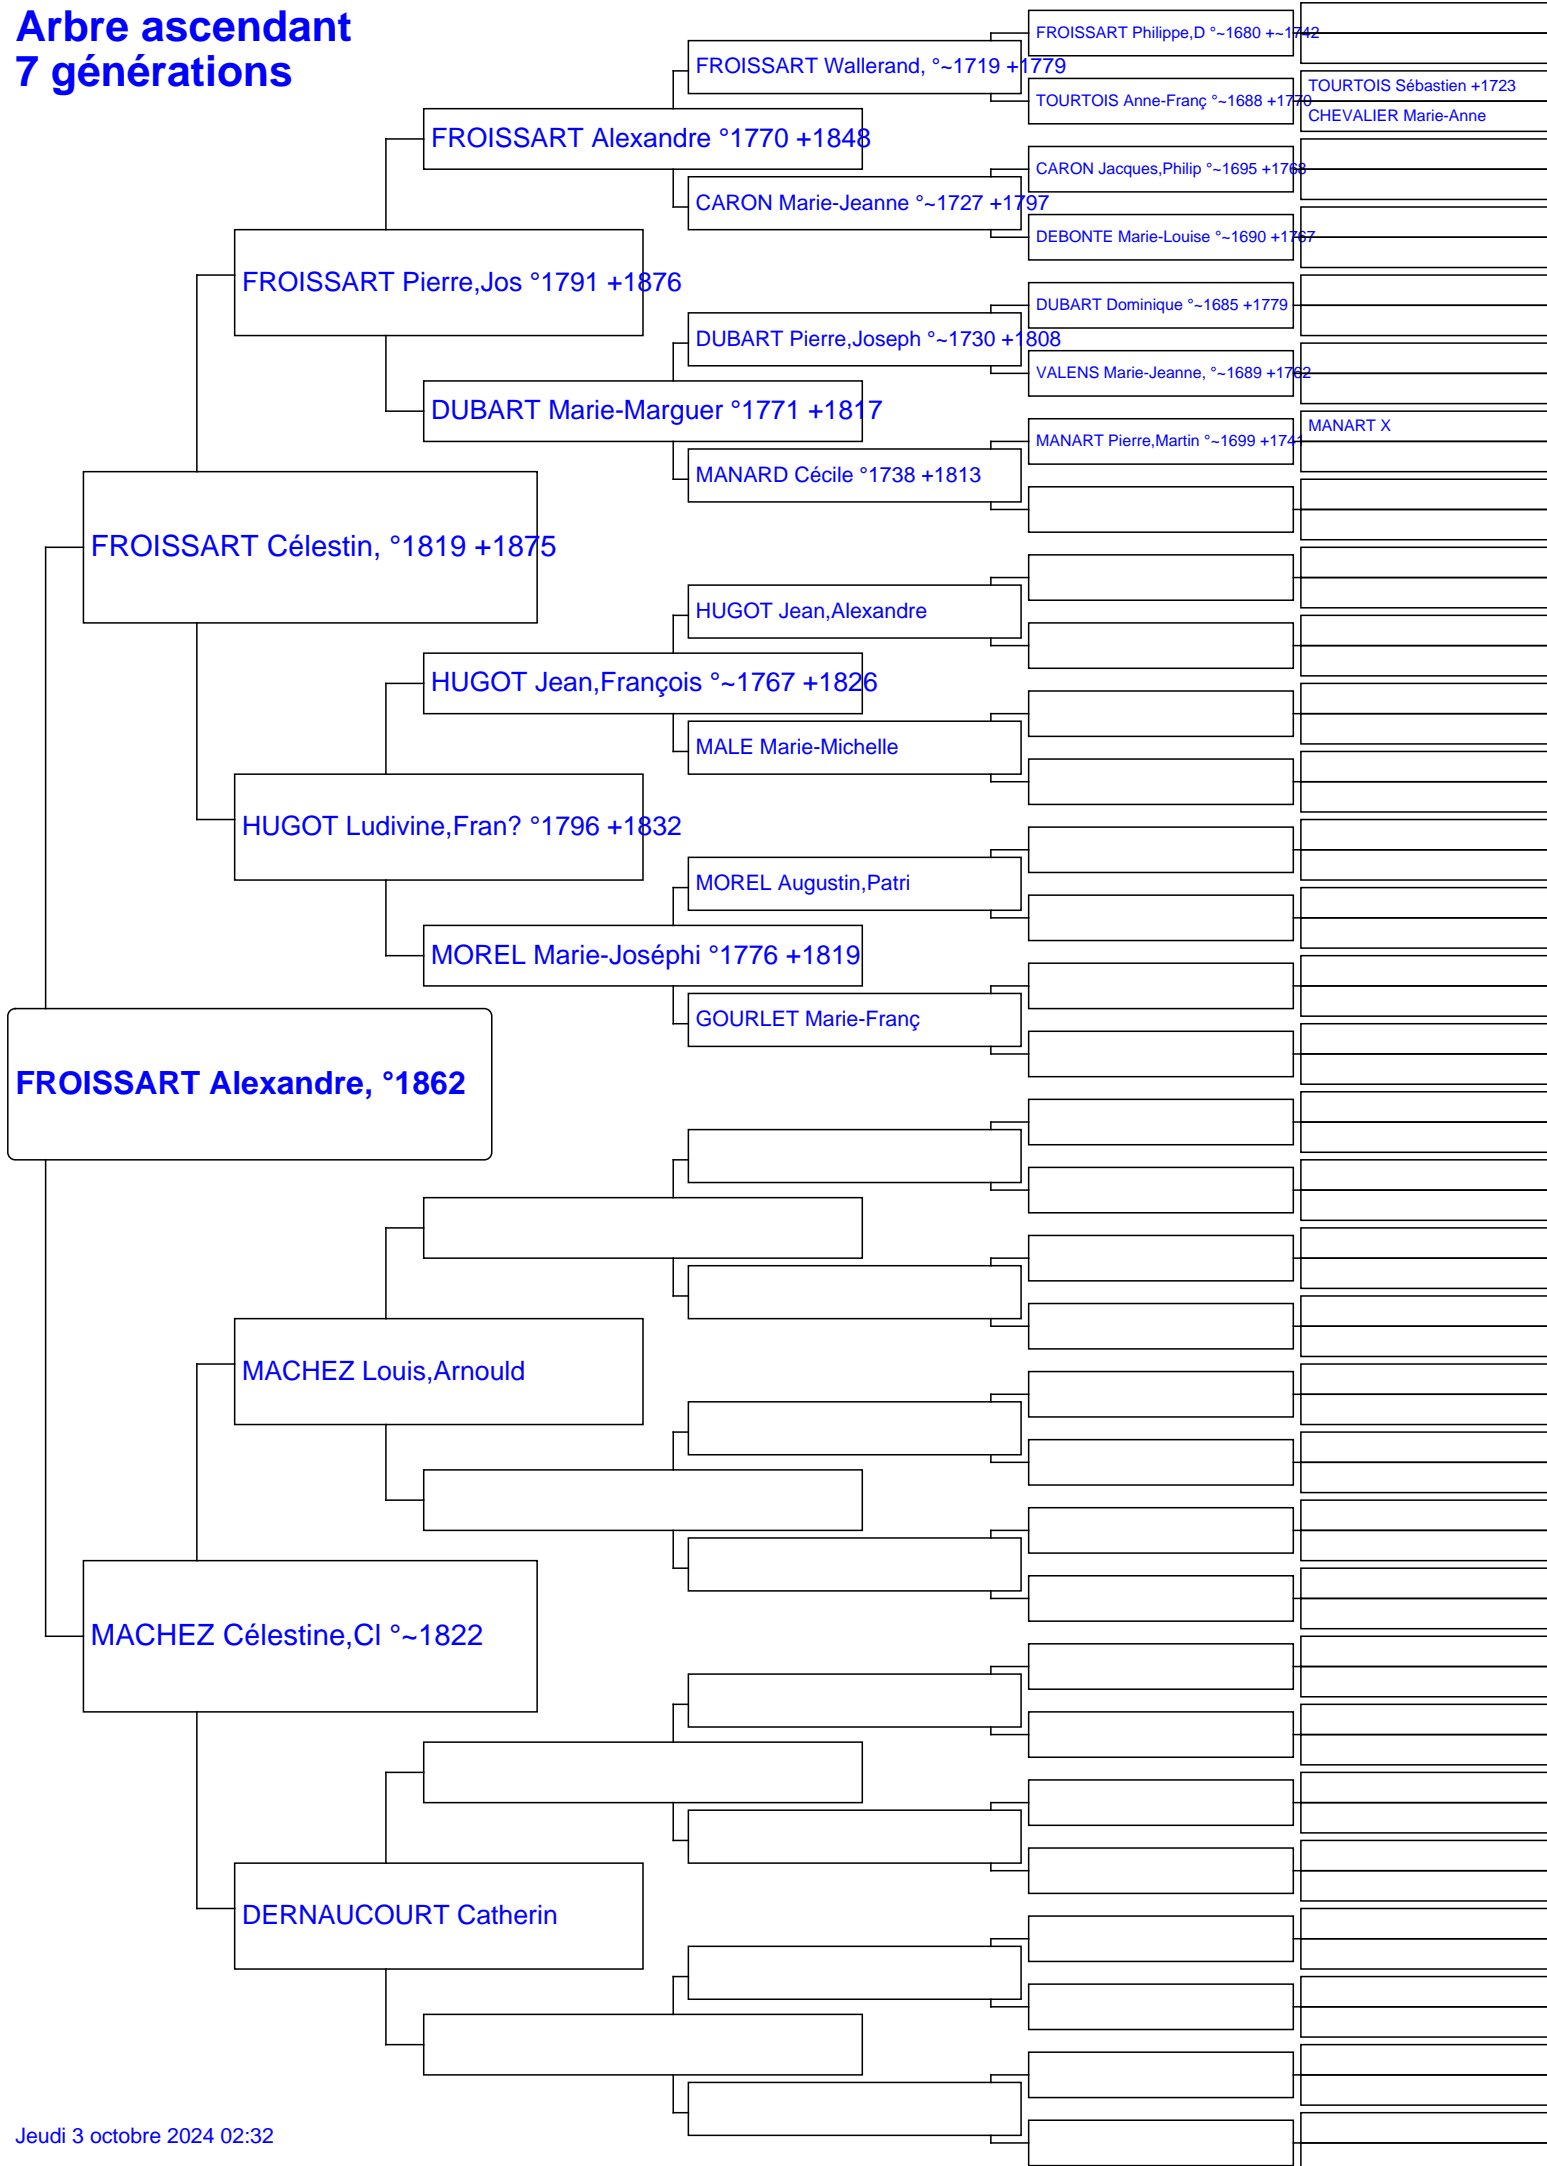 Arbre ascendant
7 générations
FROISSART Philippe,D °~1680 +~1742
FROISSART Wallerand, °~1719 +1779
TOURTOIS Sébastien +1723
TOURTOIS Anne-Franç °~1688 +1770
CHEVALIER Marie-Anne
FROISSART Alexandre °1770 +1848
CARON Jacques,Philip °~1695 +1768
CARON Marie-Jeanne °~1727 +1797
DEBONTE Marie-Louise °~1690 +1767
FROISSART Pierre,Jos °1791 +1876
DUBART Dominique °~1685 +1779
DUBART Pierre,Joseph °~1730 +1808
VALENS Marie-Jeanne, °~1689 +1762
DUBART Marie-Marguer °1771 +1817
MANART X
MANART Pierre,Martin °~1699 +1741
MANARD Cécile °1738 +1813
FROISSART Célestin, °1819 +1875
HUGOT Jean,Alexandre
HUGOT Jean,François °~1767 +1826
MALE Marie-Michelle
HUGOT Ludivine,Fran? °1796 +1832
MOREL Augustin,Patri
MOREL Marie-Joséphi °1776 +1819
GOURLET Marie-Franç
FROISSART Alexandre, °1862
MACHEZ Louis,Arnould
MACHEZ Célestine,Cl °~1822
DERNAUCOURT Catherin
Jeudi 3 octobre 2024 02:32